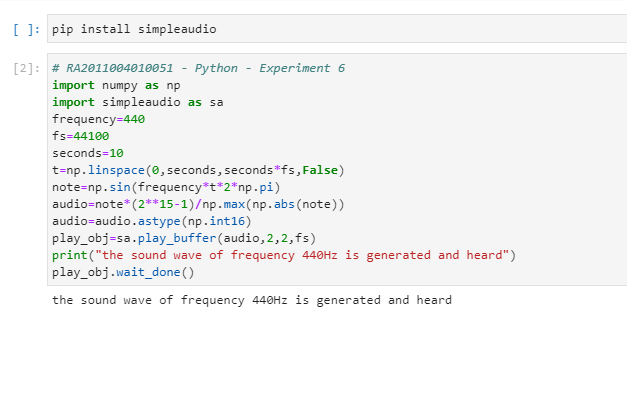 [ ]: pip install simpleaudio
[2]: # RA2011004010051 - Python - Experiment 6
import numpy as np
import simpleaudio as sa
frequency=440
fs=44100
seconds=10
t=np.linspace(0,seconds,seconds*fs,False)
note=np.sin(frequency*t*2*np.pi)
audio=note*(2**15-1)/np.max(np.abs(note))
audio=audio.astype(np.int16)
play_obj=sa.play_buffer(audio,2,2,fs)
print("the sound wave of frequency 440Hz is generated and heard")
play_obj.wait_done()
the sound wave of frequency 440Hz is generated and heard